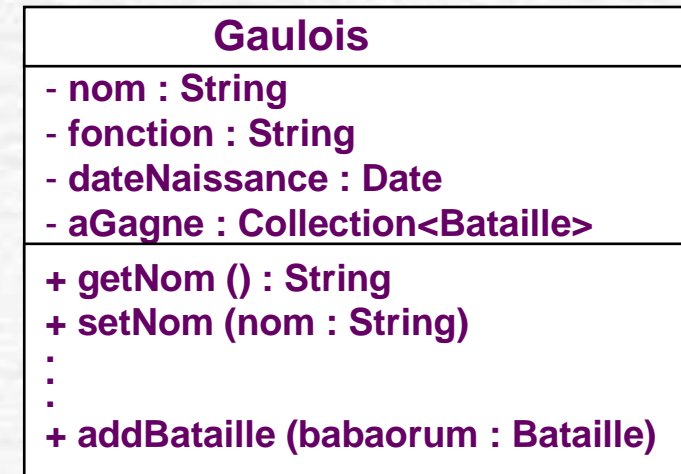 Gaulois
- nom : String
- fonction : String
- dateNaissance : Date
- aGagne : Collection<Bataille>
+ getNom () : String
+ setNom (nom : String)
.
.
.
+ addBataille (babaorum : Bataille)